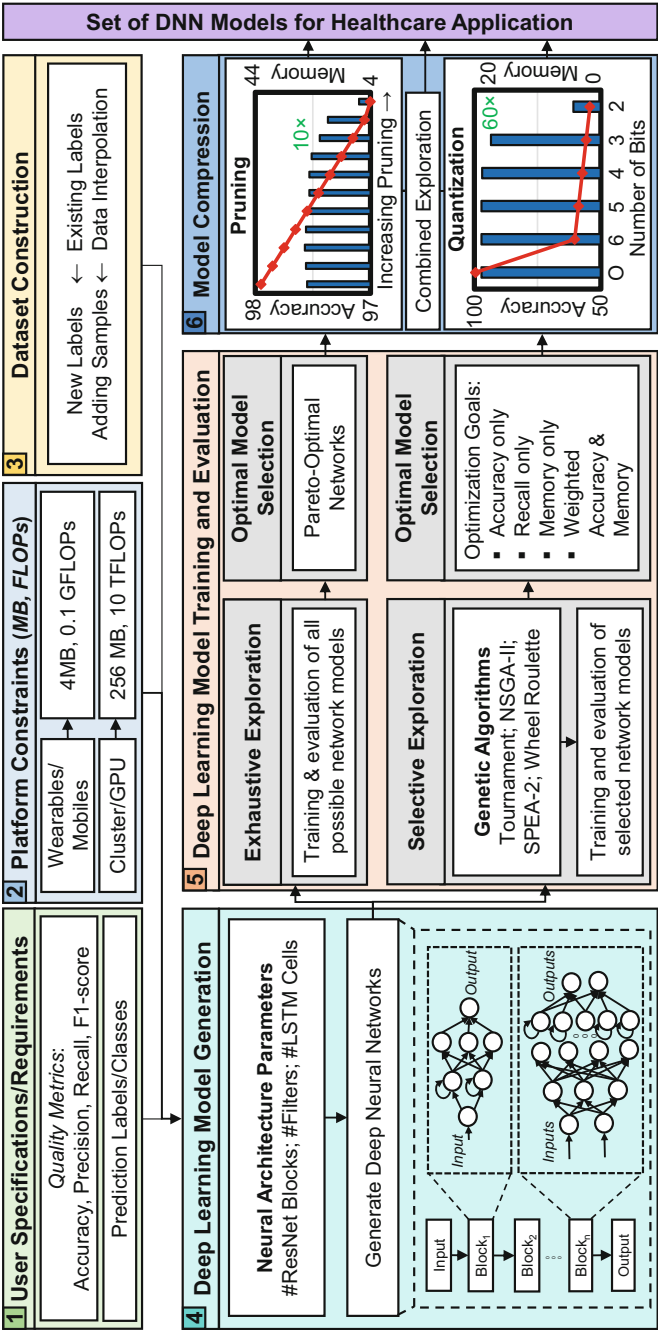 1 User Specifications/Requirements
Quality Metrics:
Accuracy, Precision, Recall, F1-score
Prediction Labels/Classes
2 Platform Constraints (MB, FLOPs)
Wearables/
Mobiles
4MB, 0.1 GFLOPs
Cluster/GPU
256 MB, 10 TFLOPs
3 Dataset Construction
New Labels ← Existing Labels
Adding Samples ← Data Interpolation
4 Deep Learning Model Generation
Neural Architecture Parameters
#ResNet Blocks; #Filters; #LSTM Cells
Generate Deep Neural Networks
Input
Block1
Block2
Blockn
Output
Input
Output
Inputs
Outputs
5 Deep Learning Model Training and Evaluation
Exhaustive Exploration
Training & evaluation of all
possible network models
Optimal Model
Selection
Pareto-Optimal
Networks
Selective Exploration
Genetic Algorithms
Tournament; NSGA-II;
SPEA-2; Wheel Roulette
Training and evaluation of
selected network models
Optimal Model
Selection
Optimization Goals:
▪ Accuracy only
▪ Recall only
▪ Memory only
▪ Weighted
Accuracy &
Memory
6 Model Compression
Pruning
98
97
Accuracy
44
4
Memory
10×
Increasing Pruning →
Combined Exploration
Quantization
100
50
Accuracy
20
0
Memory
60×
O 6 5 4 3 2
Number of Bits
Set of DNN Models for Healthcare Application